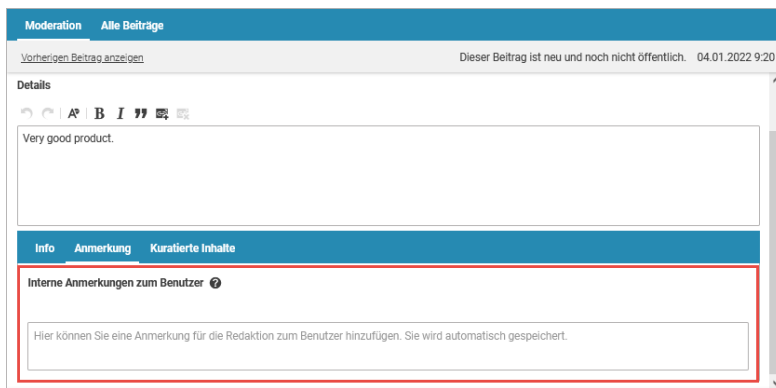 Moderation Alle Beiträge
Vorherigen Beitrag anzeigen Dieser Beitrag ist neu und noch nicht öffentlich. 04.01.2022 9:20
Details
B I
Very good product.
Info Anmerkung Kuratierte Inhalte
Interne Anmerkungen zum Benutzer ?
Hier können Sie eine Anmerkung für die Redaktion zum Benutzer hinzufügen. Sie wird automatisch gespeichert.